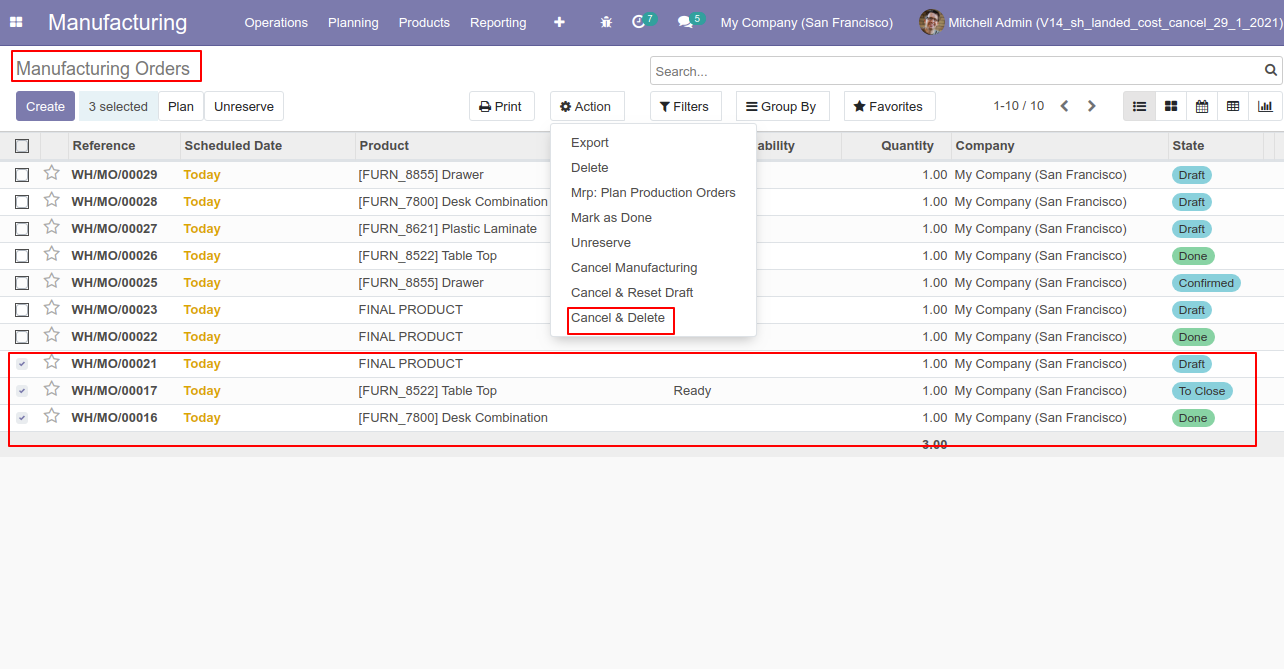 Manufacturing Operations Planning Products Reporting 7 5 My Company (San Francisco) Mitchell Admin (V14_sh_landed_cost_cancel_29_1_2021)
Manufacturing Orders
Search...
Create 3 selected Plan Unreserve Print Action Filters Group By Favorites 1-10 / 10
Reference Scheduled Date Product ability Quantity Company State
Export
Delete
Mrp: Plan Production Orders
Mark as Done
Unreserve
Cancel Manufacturing
Cancel & Reset Draft
Cancel & Delete
WH/MO/00029 Today [FURN_8855] Drawer 1.00 My Company (San Francisco) Draft
WH/MO/00028 Today [FURN_7800] Desk Combination 1.00 My Company (San Francisco) Draft
WH/MO/00027 Today [FURN_8621] Plastic Laminate 1.00 My Company (San Francisco) Draft
WH/MO/00026 Today [FURN_8522] Table Top 1.00 My Company (San Francisco) Done
WH/MO/00025 Today [FURN_8855] Drawer 1.00 My Company (San Francisco) Confirmed
WH/MO/00023 Today FINAL PRODUCT 1.00 My Company (San Francisco) Draft
WH/MO/00022 Today FINAL PRODUCT 1.00 My Company (San Francisco) Done
WH/MO/00021 Today FINAL PRODUCT 1.00 My Company (San Francisco) Draft
WH/MO/00017 Today [FURN_8522] Table Top Ready 1.00 My Company (San Francisco) To Close
WH/MO/00016 Today [FURN_7800] Desk Combination 1.00 My Company (San Francisco) Done
3.00